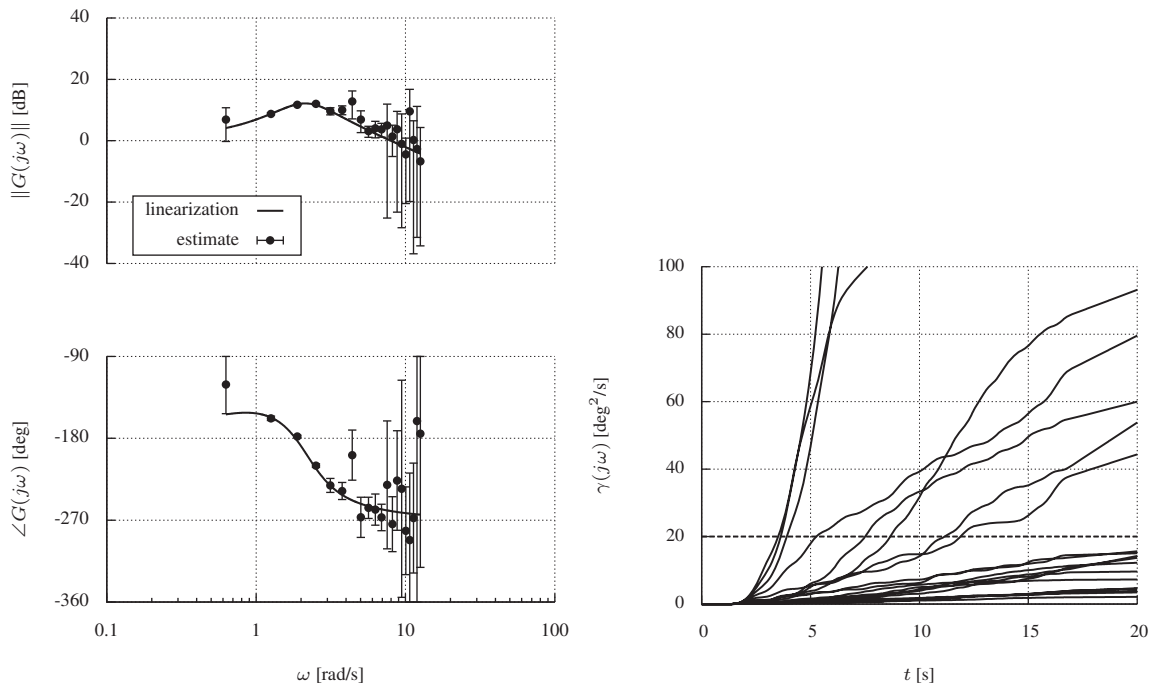 40
20
0
-20
-40
||G(jω)|| [dB]
linearization
estimate
-90
-180
-270
-360
∠G(jω) [deg]
0.1 1 10 100
ω [rad/s]
100
80
60
40
20
0
γ(jω) [deg²/s]
0 5 10 15 20
t [s]